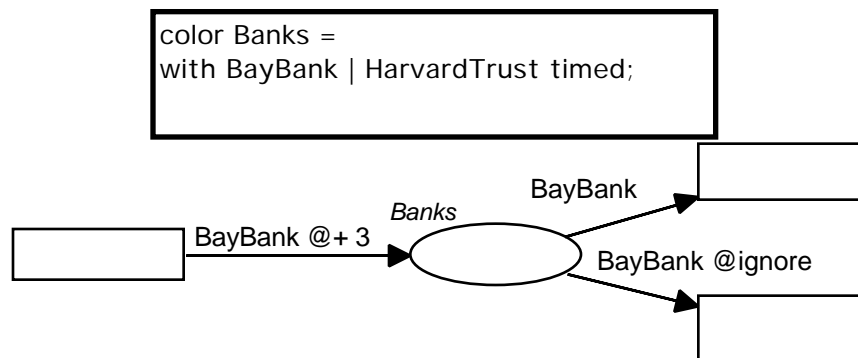 color Banks =
with BayBank | HarvardTrust timed;
BayBank
Banks
BayBank @+ 3
BayBank @ignore